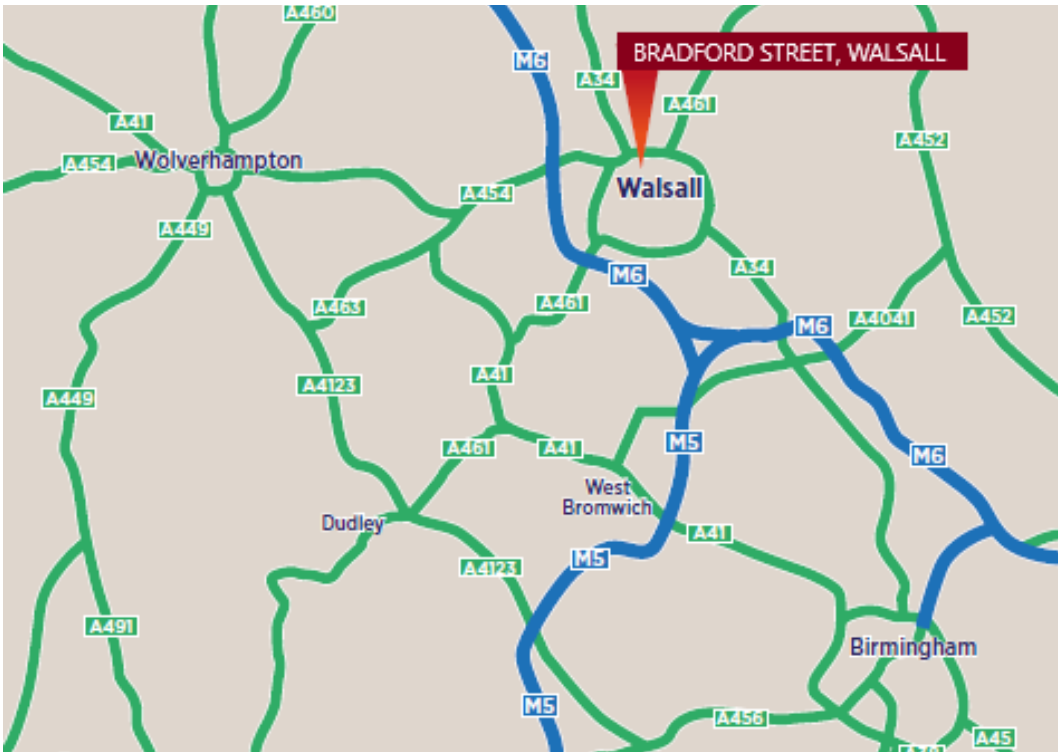 A460
M6
BRADFORD STREET, WALSALL
A34
A461
A41
A452
A454
Wolverhampton
Walsall
A454
A449
A34
M6
A463
A461
A4041
A452
M6
A41
A4123
A449
A461
A41
M5
M6
West
Bromwich
Dudley
A41
M5
A4123
A491
Birmingham
M5
A456
A45